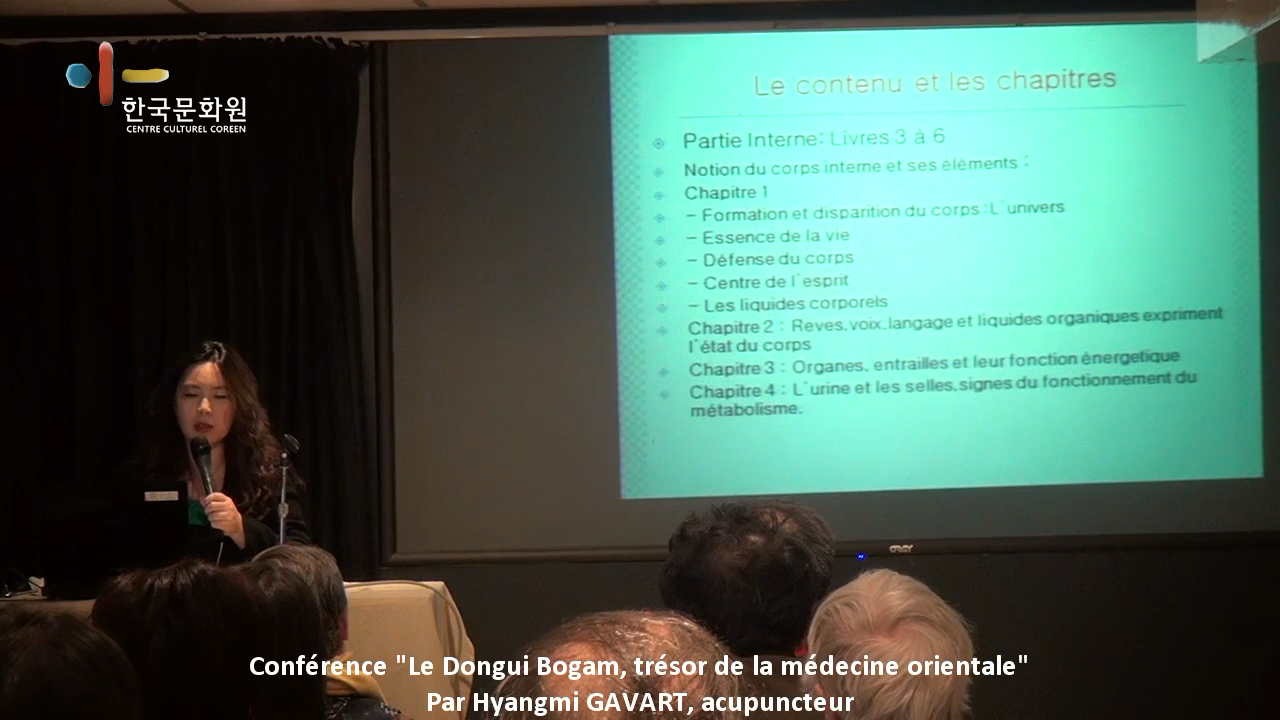 한국문화원
CENTRE CULTUREL COREEN
Le contenu et les chapitres
Partie Interne: Livres 3 à 6
Notion du corps interne et ses éléments :
Chapitre 1
- Formation et disparition du corps : L'univers
- Essence de la vie
- Défense du corps
- Centre de l'esprit
- Les liquides corporels
Chapitre 2 : Reves, voix, langage et liquides organiques expriment
l'état du corps
Chapitre 3 : Organes, entrailles et leur fonction énergetique
Chapitre 4 : L'urine et les selles, signes du fonctionnement du
métabolisme.
Conférence "Le Dongui Bogam, trésor de la médecine orientale"
Par Hyangmi GAVART, acupuncteur